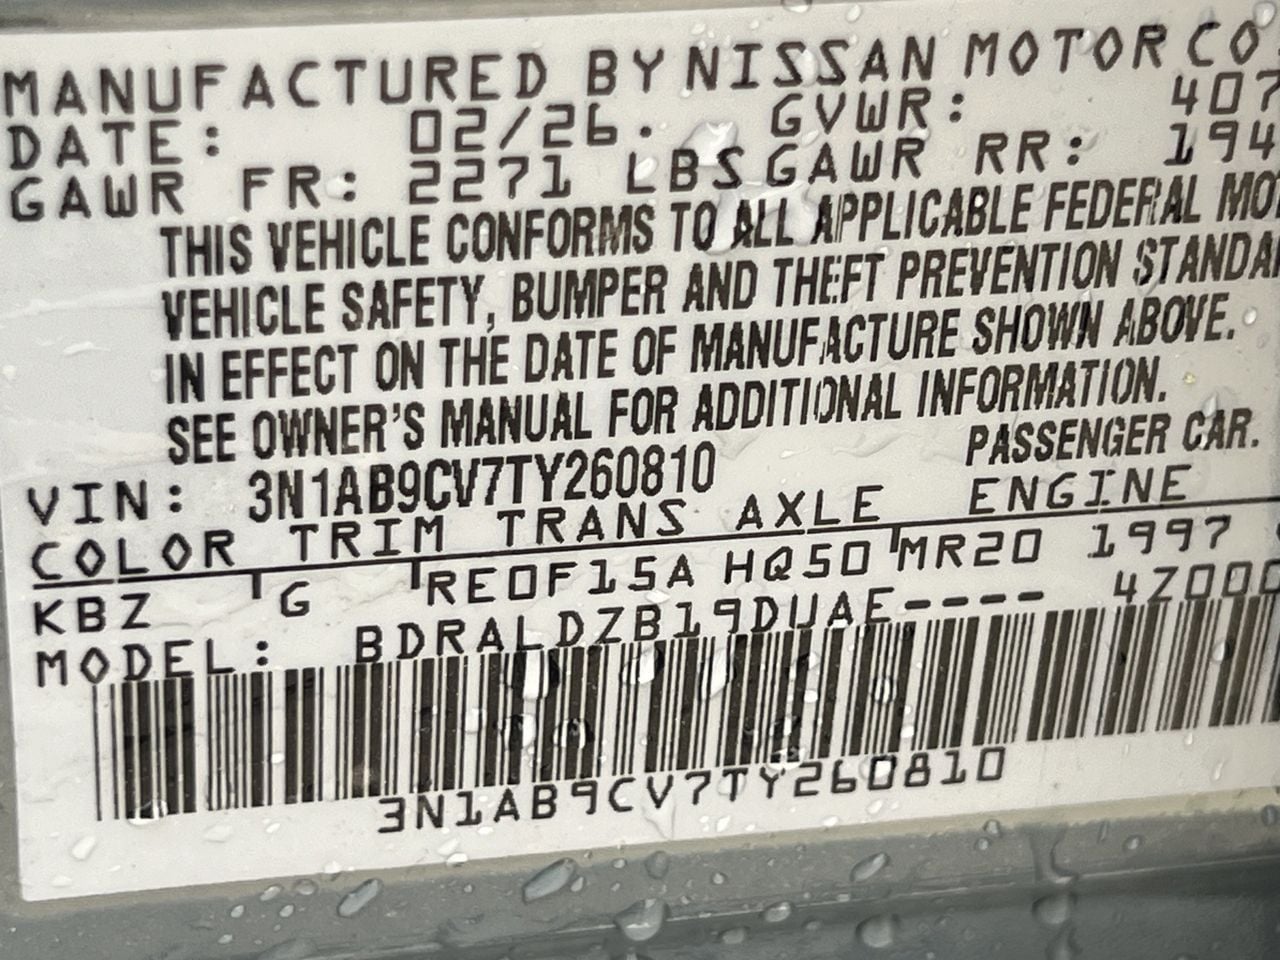 MANUFACTURED BY NISSAN MOTOR CO.
DATE: 02/26. GVWR: 407
GAWR FR: 2271 LBS GAWR RR: 194
THIS VEHICLE CONFORMS TO ALL APPLICABLE FEDERAL MO
VEHICLE SAFETY, BUMPER AND THEFT PREVENTION STANDA
IN EFFECT ON THE DATE OF MANUFACTURE SHOWN ABOVE.
SEE OWNER'S MANUAL FOR ADDITIONAL INFORMATION.
PASSENGER CAR.
VIN: 3N1AB9CV7TY260810
COLOR TRIM TRANS AXLE ENGINE
KBZ G RE0F15A HQ50 MR20 1997
MODEL: BDRALDZB19DUAE---- 4Z000
3N1AB9CV7TY260810